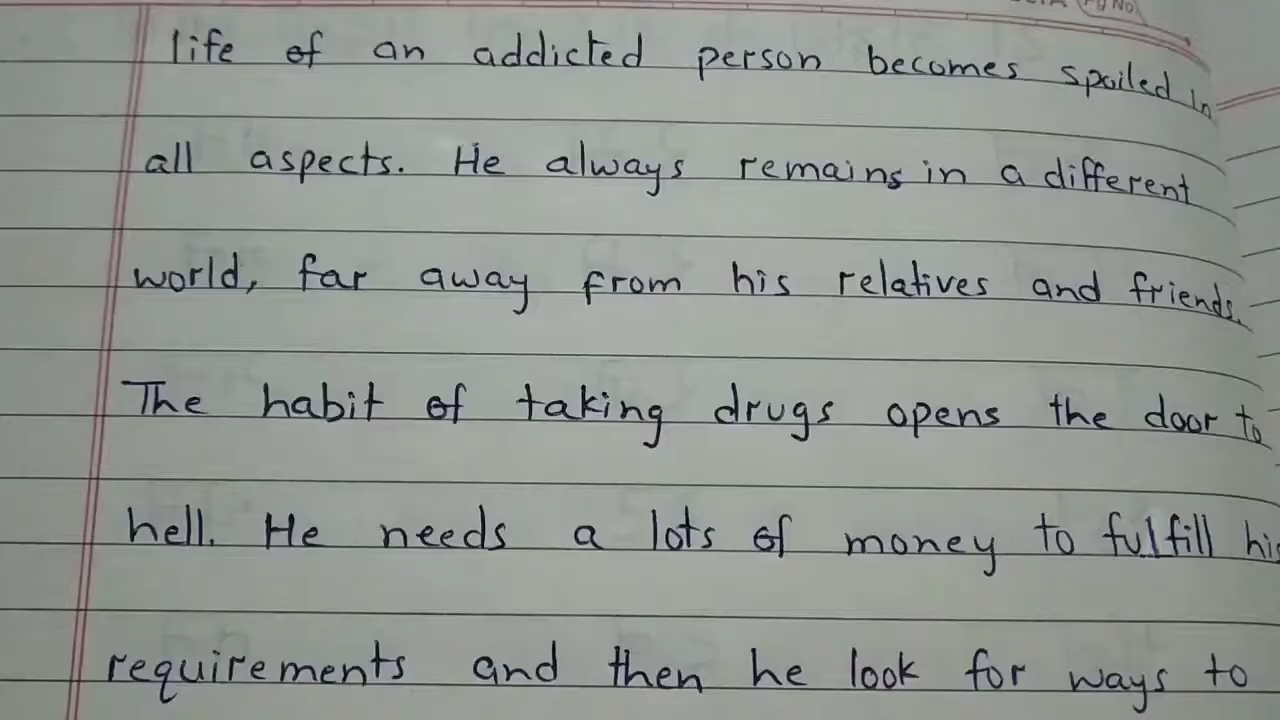 life of an addicted person becomes spoiled in
all aspects. He always remains in a different
world, far away from his relatives and friends.
The habit of taking drugs opens the door to
hell. He needs a lots of money to fulfill his
requirements and then he look for ways to